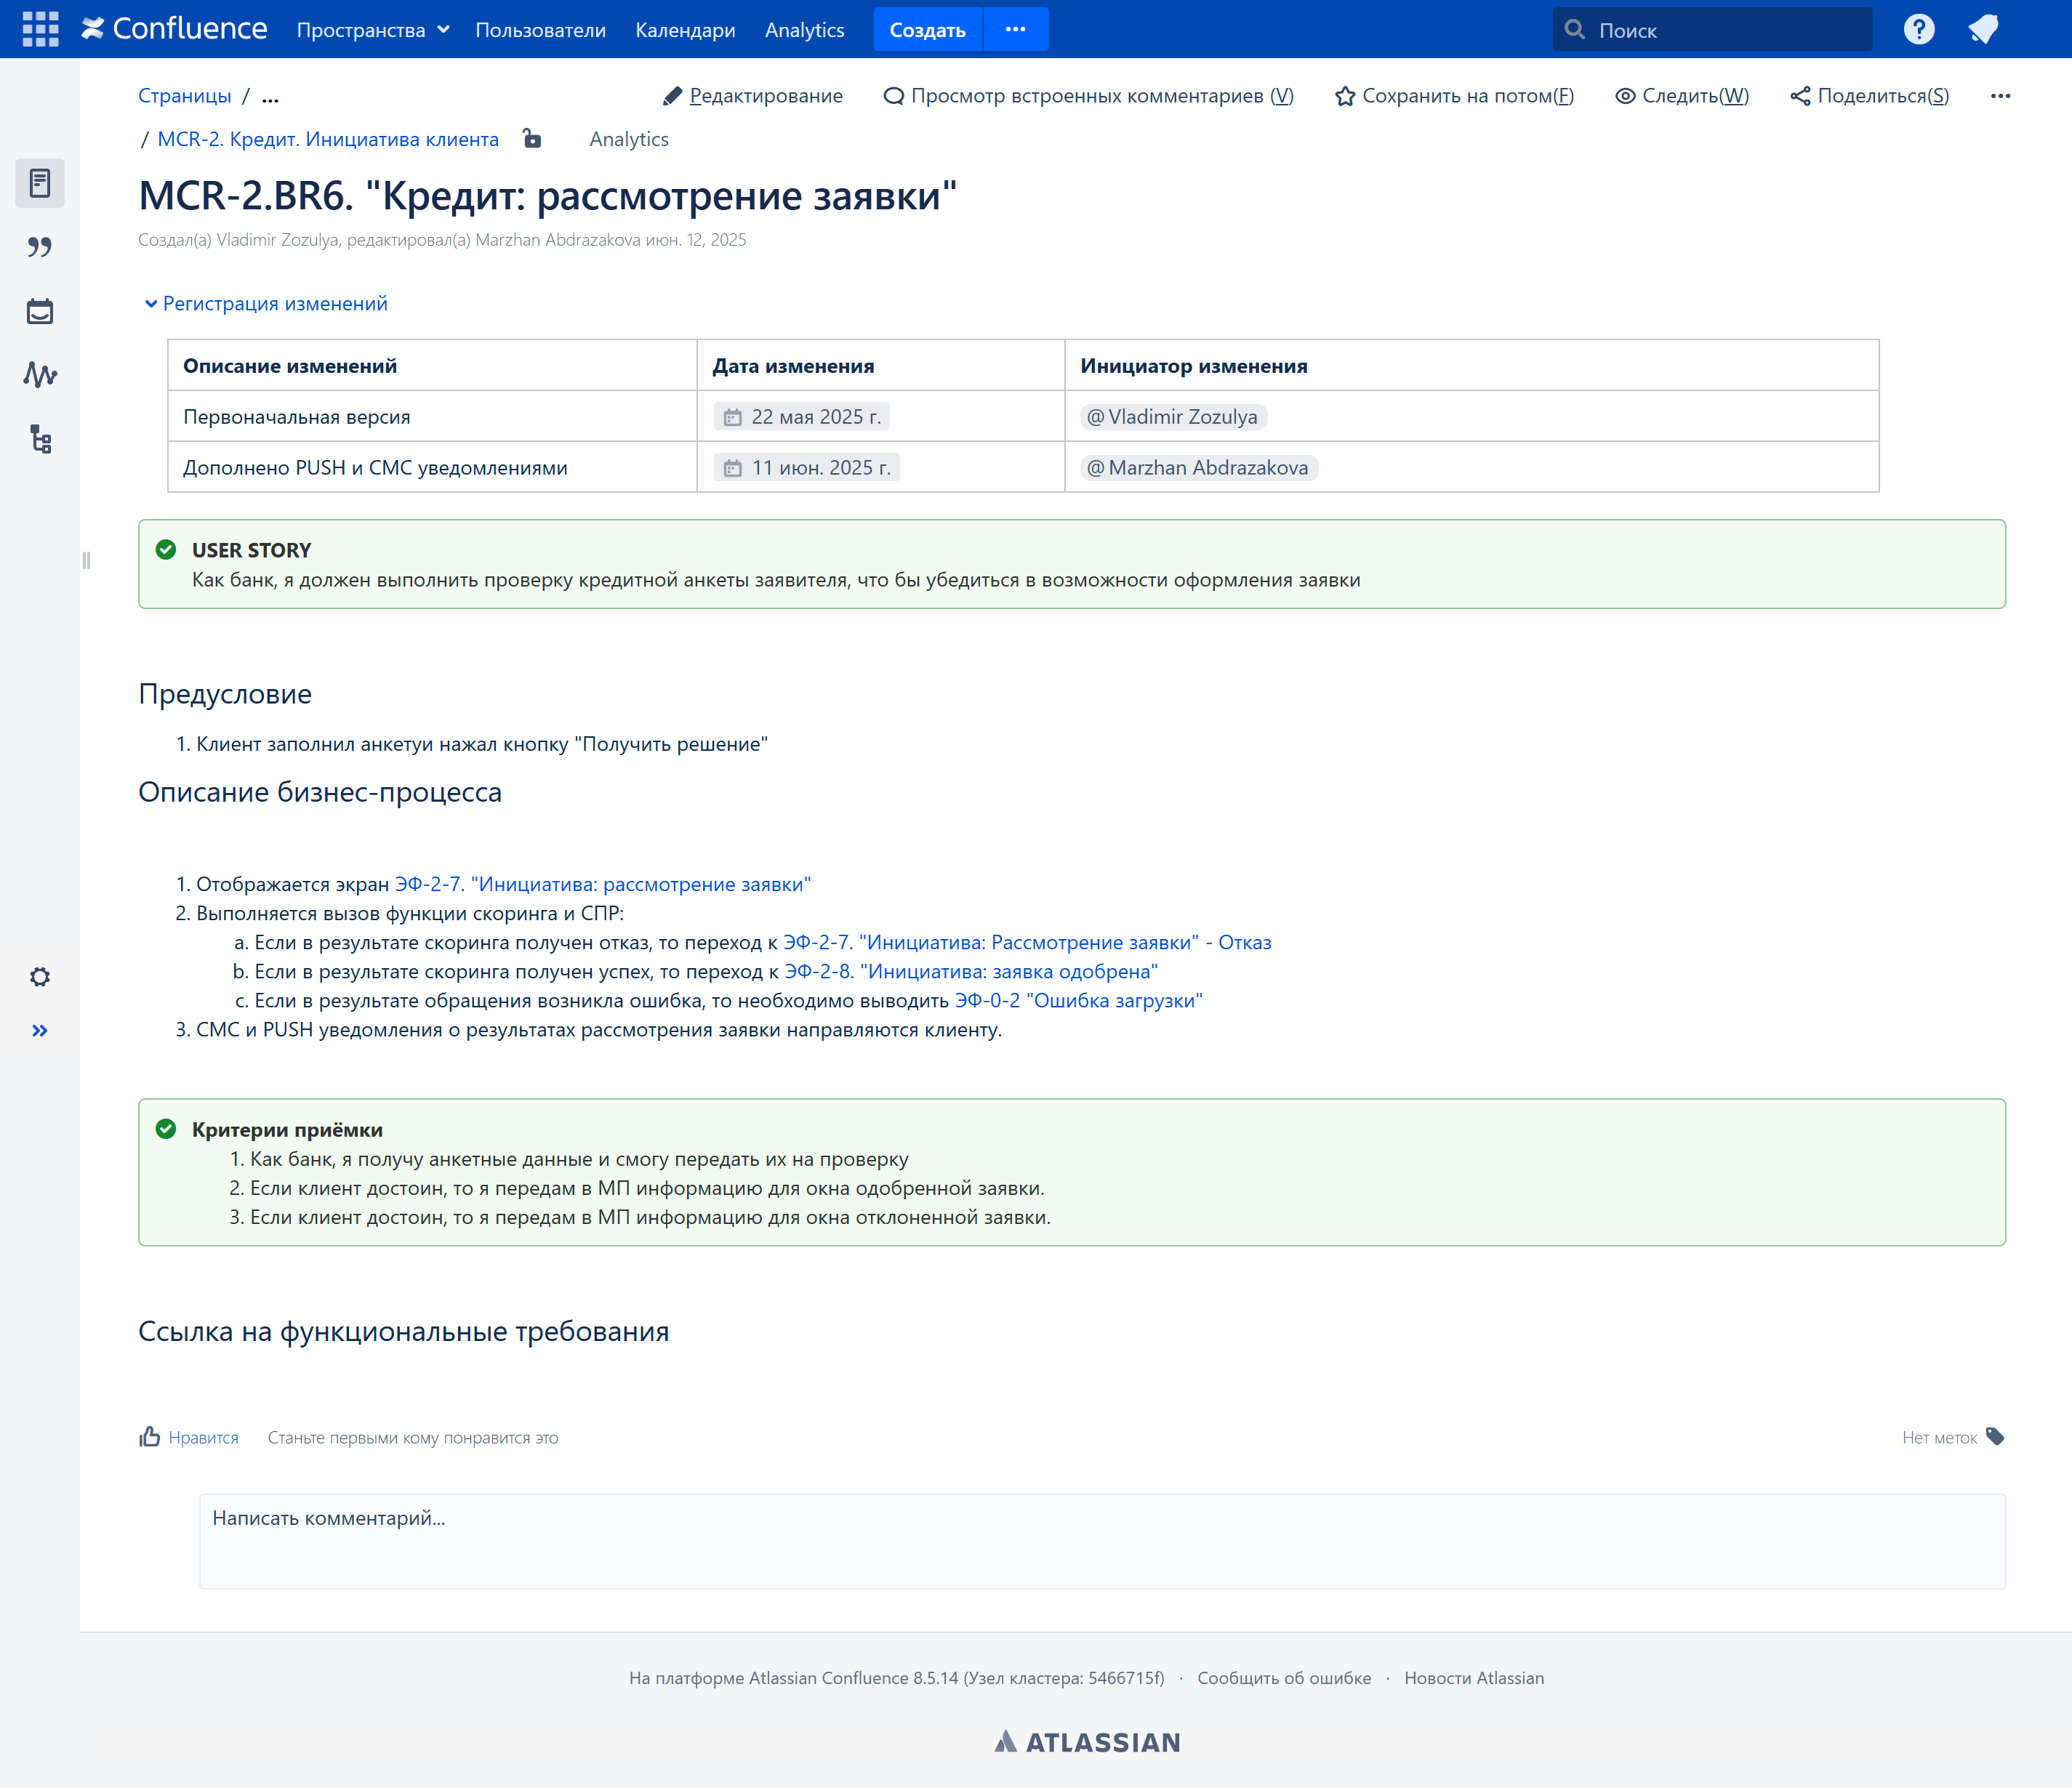 Confluence Пространства Пользователи Календари Analytics Создать ... Поиск ?
Страницы / ... Редактирование Просмотр встроенных комментариев (V) Сохранить на потом(F) Следить(W) Поделиться(S) ...
/ MCR-2. Кредит. Инициатива клиента Analytics
MCR-2.BR6. "Кредит: рассмотрение заявки"
Создал(а) Vladimir Zozulya, редактировал(а) Marzhan Abdrazakova июн. 12, 2025
Регистрация изменений
Описание изменений Дата изменения Инициатор изменения
Первоначальная версия 22 мая 2025 г. @Vladimir Zozulya
Дополнено PUSH и СМС уведомлениями 11 июн. 2025 г. @Marzhan Abdrazakova
USER STORY
Как банк, я должен выполнить проверку кредитной анкеты заявителя, что бы убедиться в возможности оформления заявки
Предусловие
1. Клиент заполнил анкетуи нажал кнопку "Получить решение"
Описание бизнес-процесса
1. Отображается экран ЭФ-2-7. "Инициатива: рассмотрение заявки"
2. Выполняется вызов функции скоринга и СПР:
a. Если в результате скоринга получен отказ, то переход к ЭФ-2-7. "Инициатива: Рассмотрение заявки" - Отказ
b. Если в результате скоринга получен успех, то переход к ЭФ-2-8. "Инициатива: заявка одобрена"
c. Если в результате обращения возникла ошибка, то необходимо выводить ЭФ-0-2 "Ошибка загрузки"
3. СМС и PUSH уведомления о результатах рассмотрения заявки направляются клиенту.
Критерии приёмки
1. Как банк, я получу анкетные данные и смогу передать их на проверку
2. Если клиент достоин, то я передам в МП информацию для окна одобренной заявки.
3. Если клиент достоин, то я передам в МП информацию для окна отклоненной заявки.
Ссылка на функциональные требования
Нравится Станьте первыми кому понравится это Нет меток
Написать комментарий...
На платформе Atlassian Confluence 8.5.14 (Узел кластера: 5466715f) · Сообщить об ошибке · Новости Atlassian
ATLASSIAN